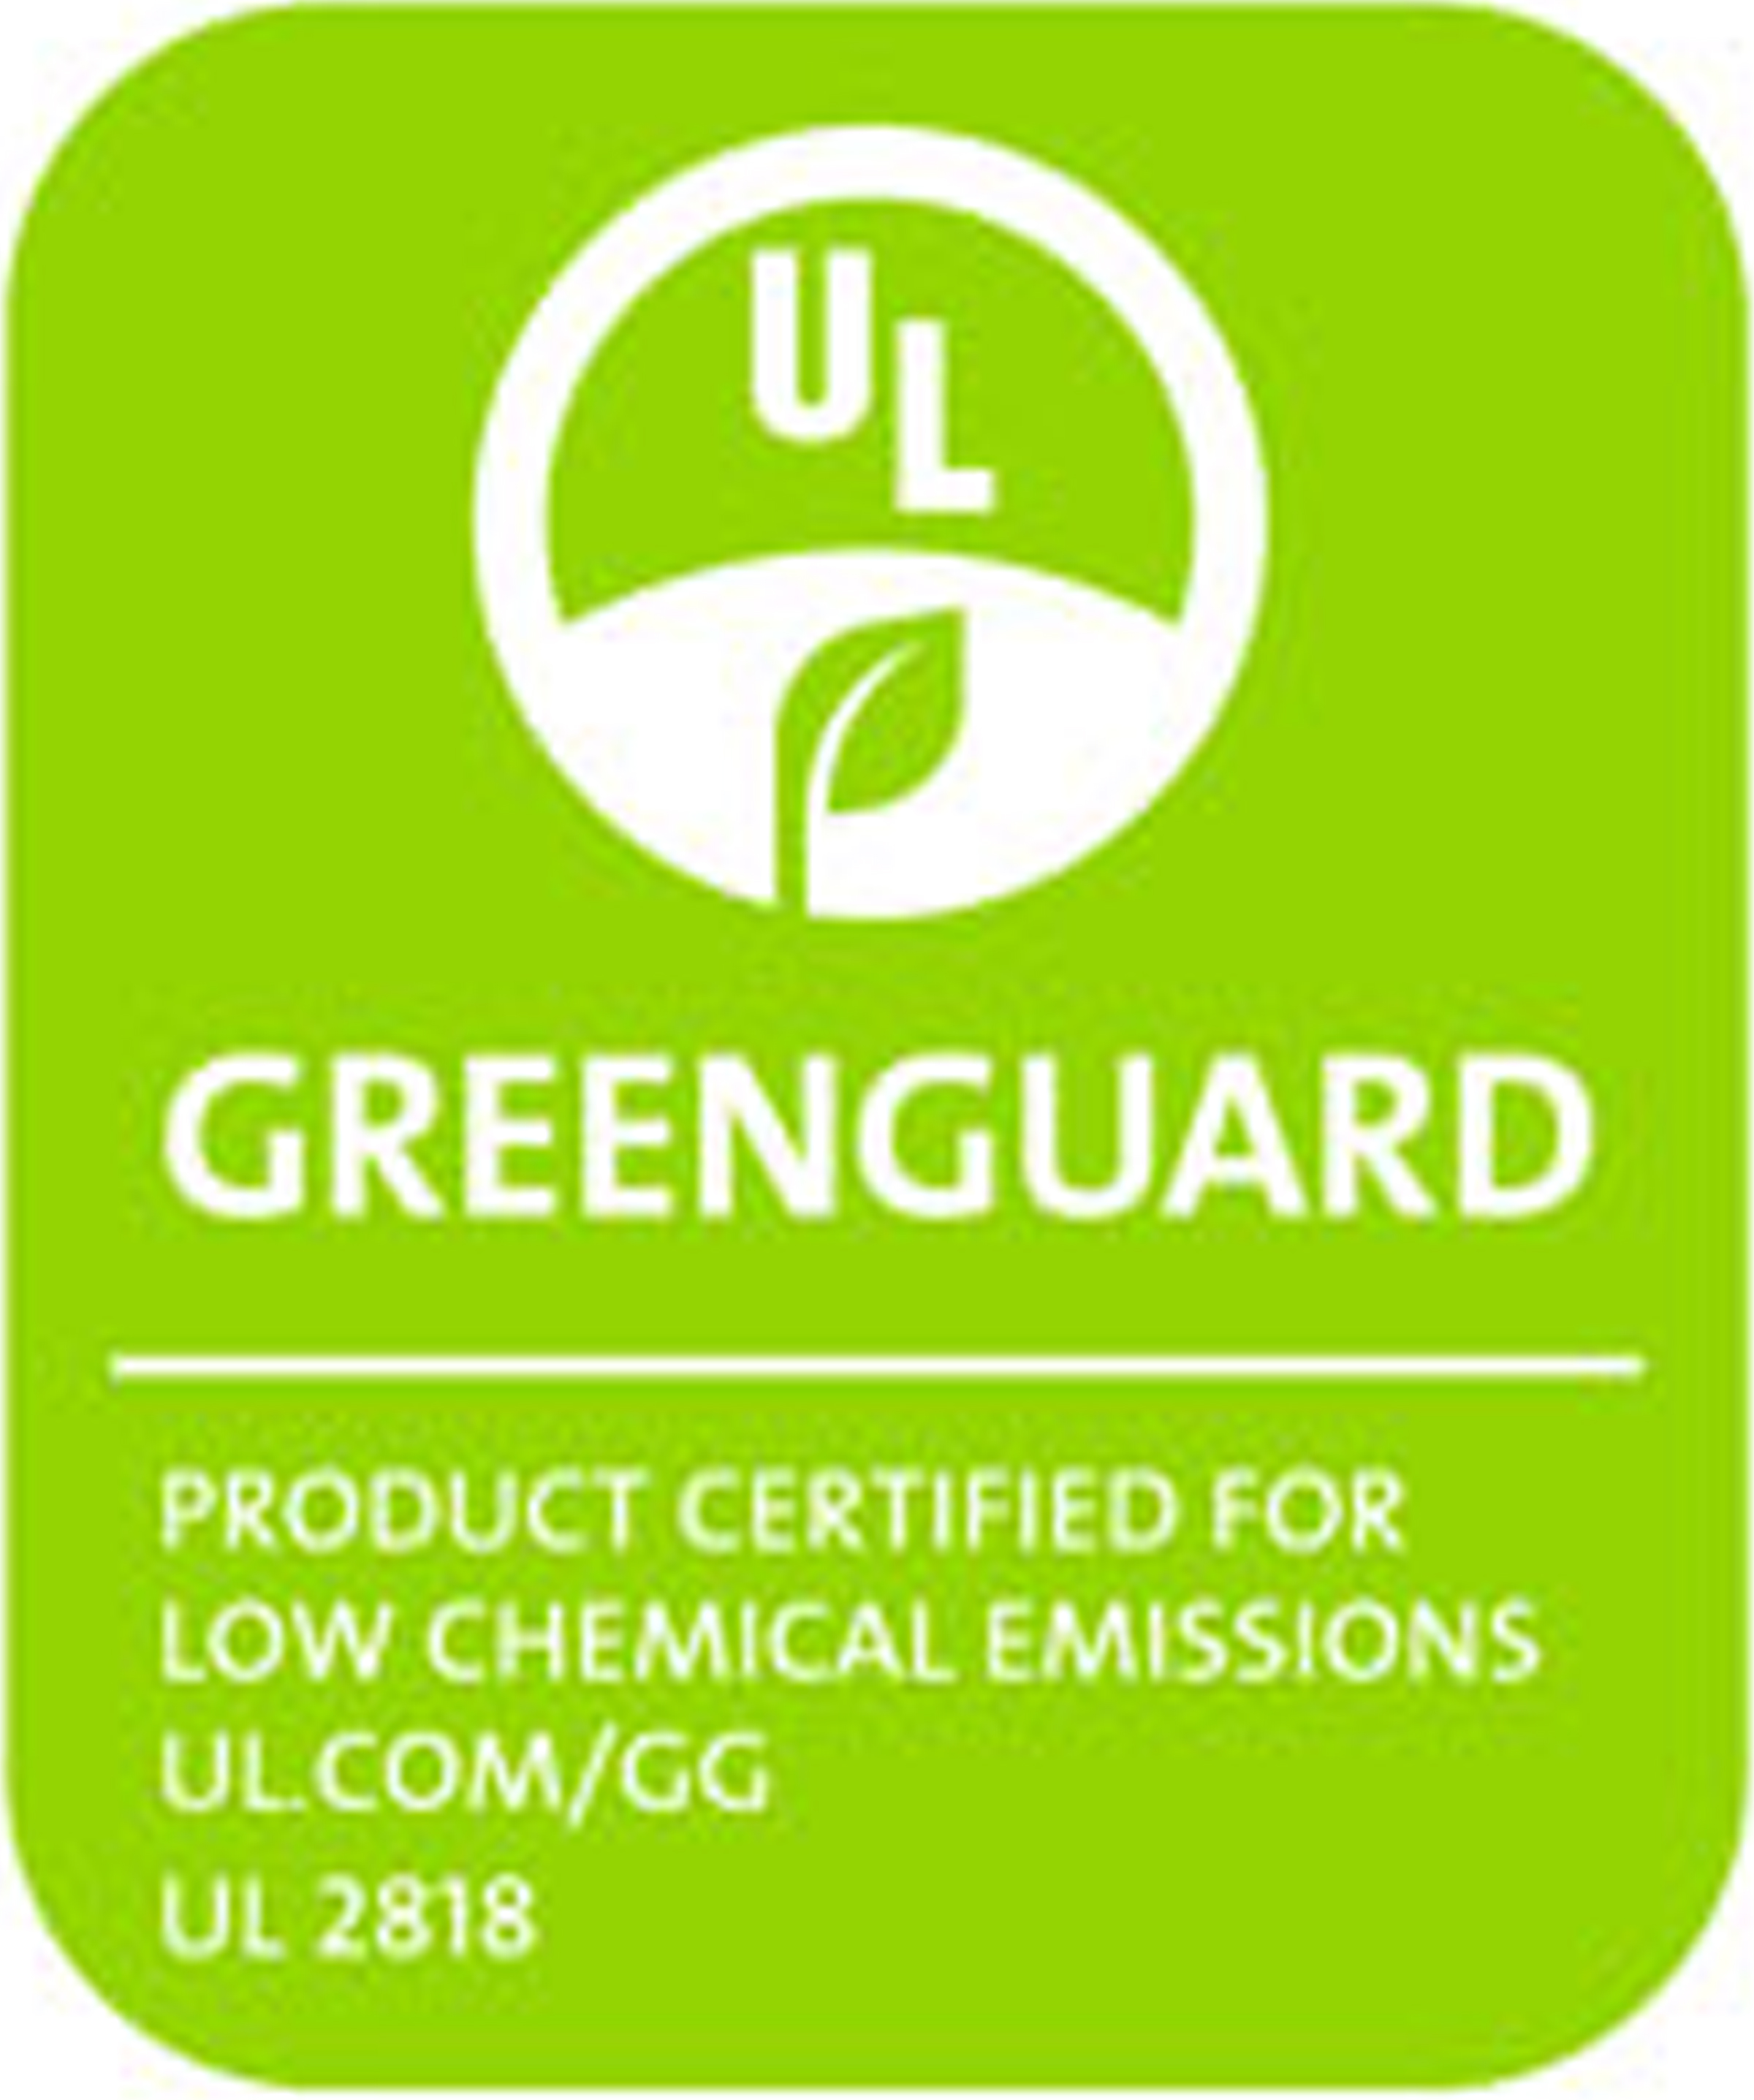 UL
GREENGUARD
PRODUCT CERTIFIED FOR
LOW CHEMICAL EMISSIONS
UL.COM/GG
UL 2818